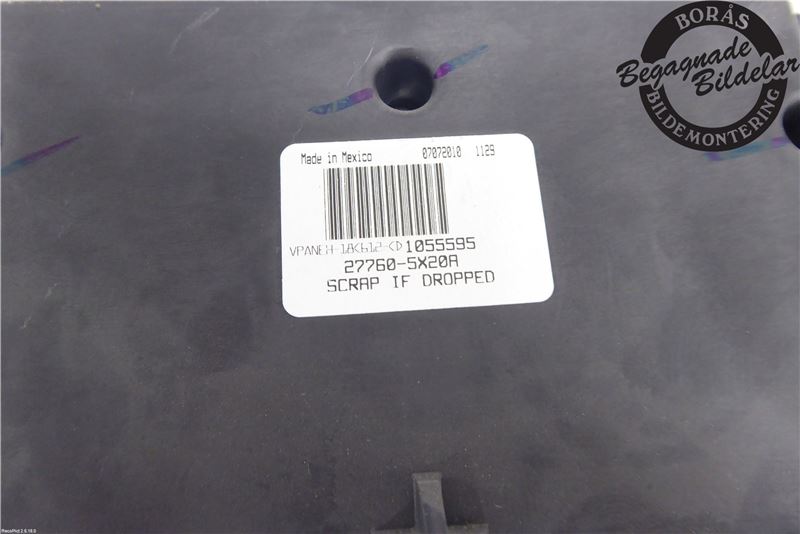 BORÅS
Begagnade
Bildelar
BILDEMONTERING
Made in Mexico 07072010 1129
1055595
27760-5X20A
SCRAP IF DROPPED